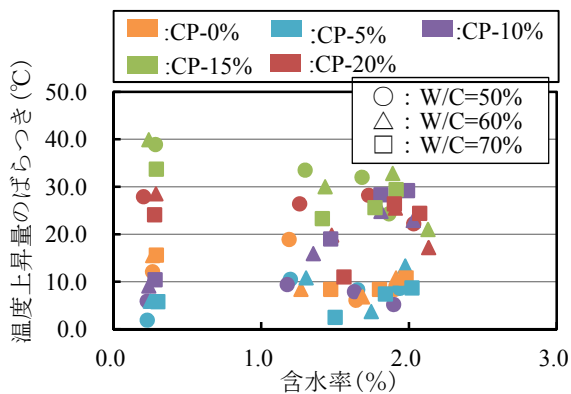 :CP-0% :CP-5% :CP-10%
:CP-15% :CP-20%
: W/C=50%
: W/C=60%
: W/C=70%
温度上昇量のばらつき(℃)
50.0
40.0
30.0
20.0
10.0
0.0
0.0 1.0 2.0 3.0
含水率(%)